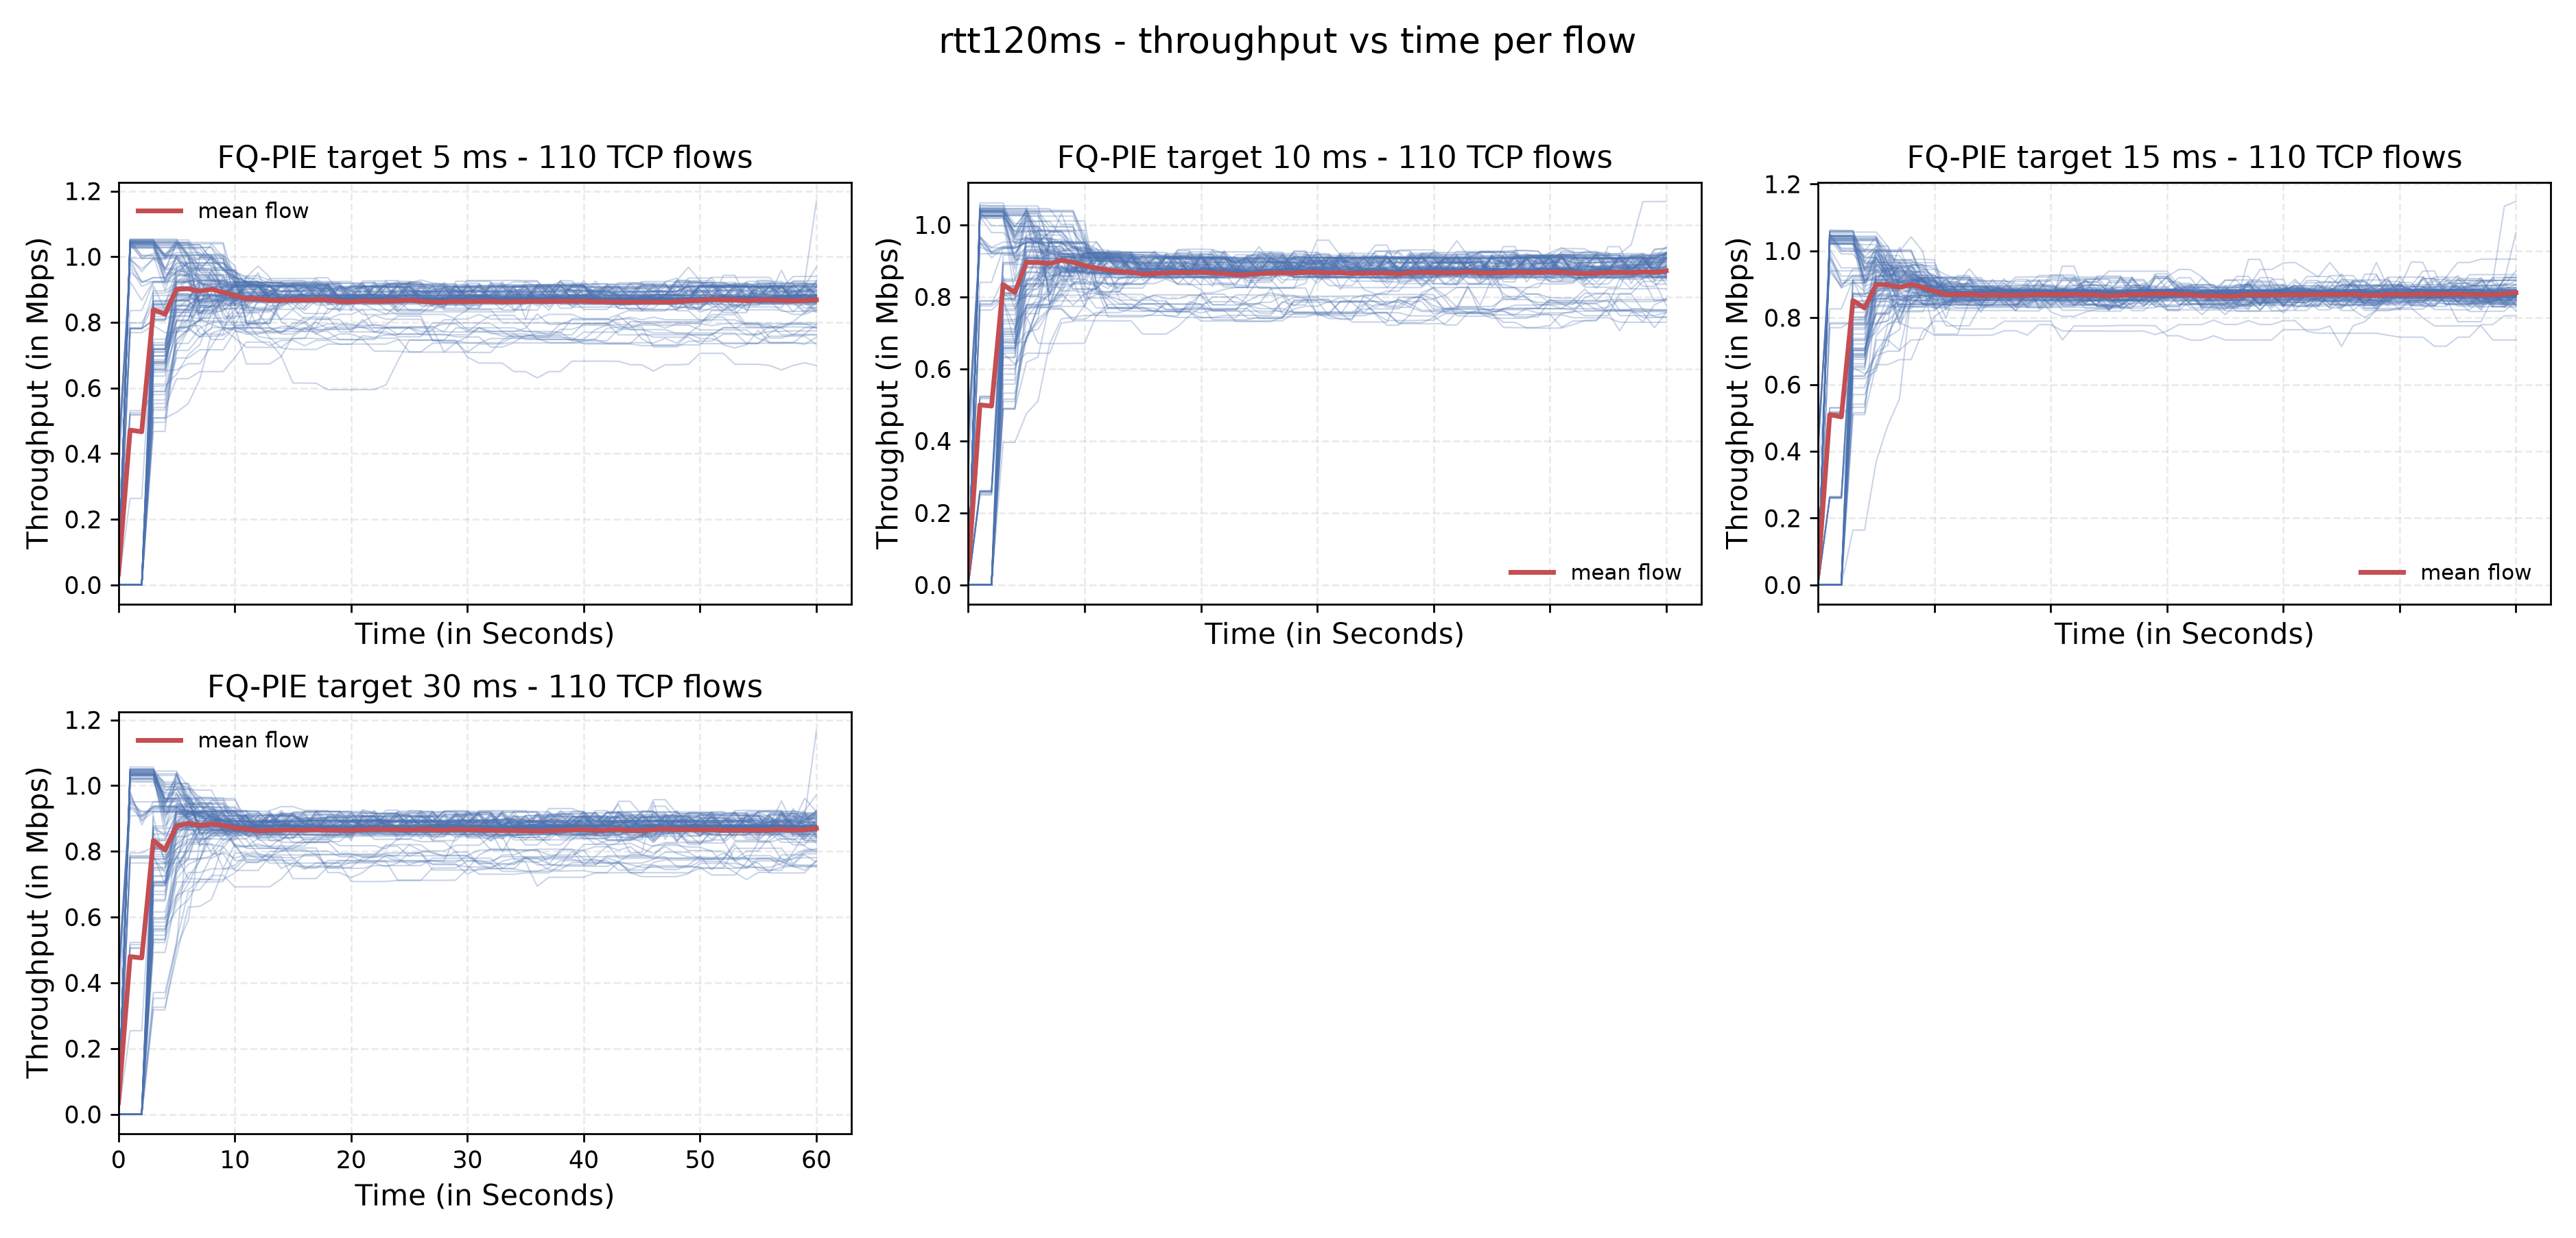 rtt120ms - throughput vs time per flow
FQ-PIE target 5 ms - 110 TCP flows
1.2
1.0
0.8
0.6
0.4
0.2
0.0
Throughput (in Mbps)
mean flow
Time (in Seconds)
FQ-PIE target 10 ms - 110 TCP flows
1.0
0.8
0.6
0.4
0.2
0.0
Throughput (in Mbps)
mean flow
Time (in Seconds)
FQ-PIE target 15 ms - 110 TCP flows
1.2
1.0
0.8
0.6
0.4
0.2
0.0
Throughput (in Mbps)
mean flow
Time (in Seconds)
FQ-PIE target 30 ms - 110 TCP flows
1.2
1.0
0.8
0.6
0.4
0.2
0.0
Throughput (in Mbps)
mean flow
0 10 20 30 40 50 60
Time (in Seconds)